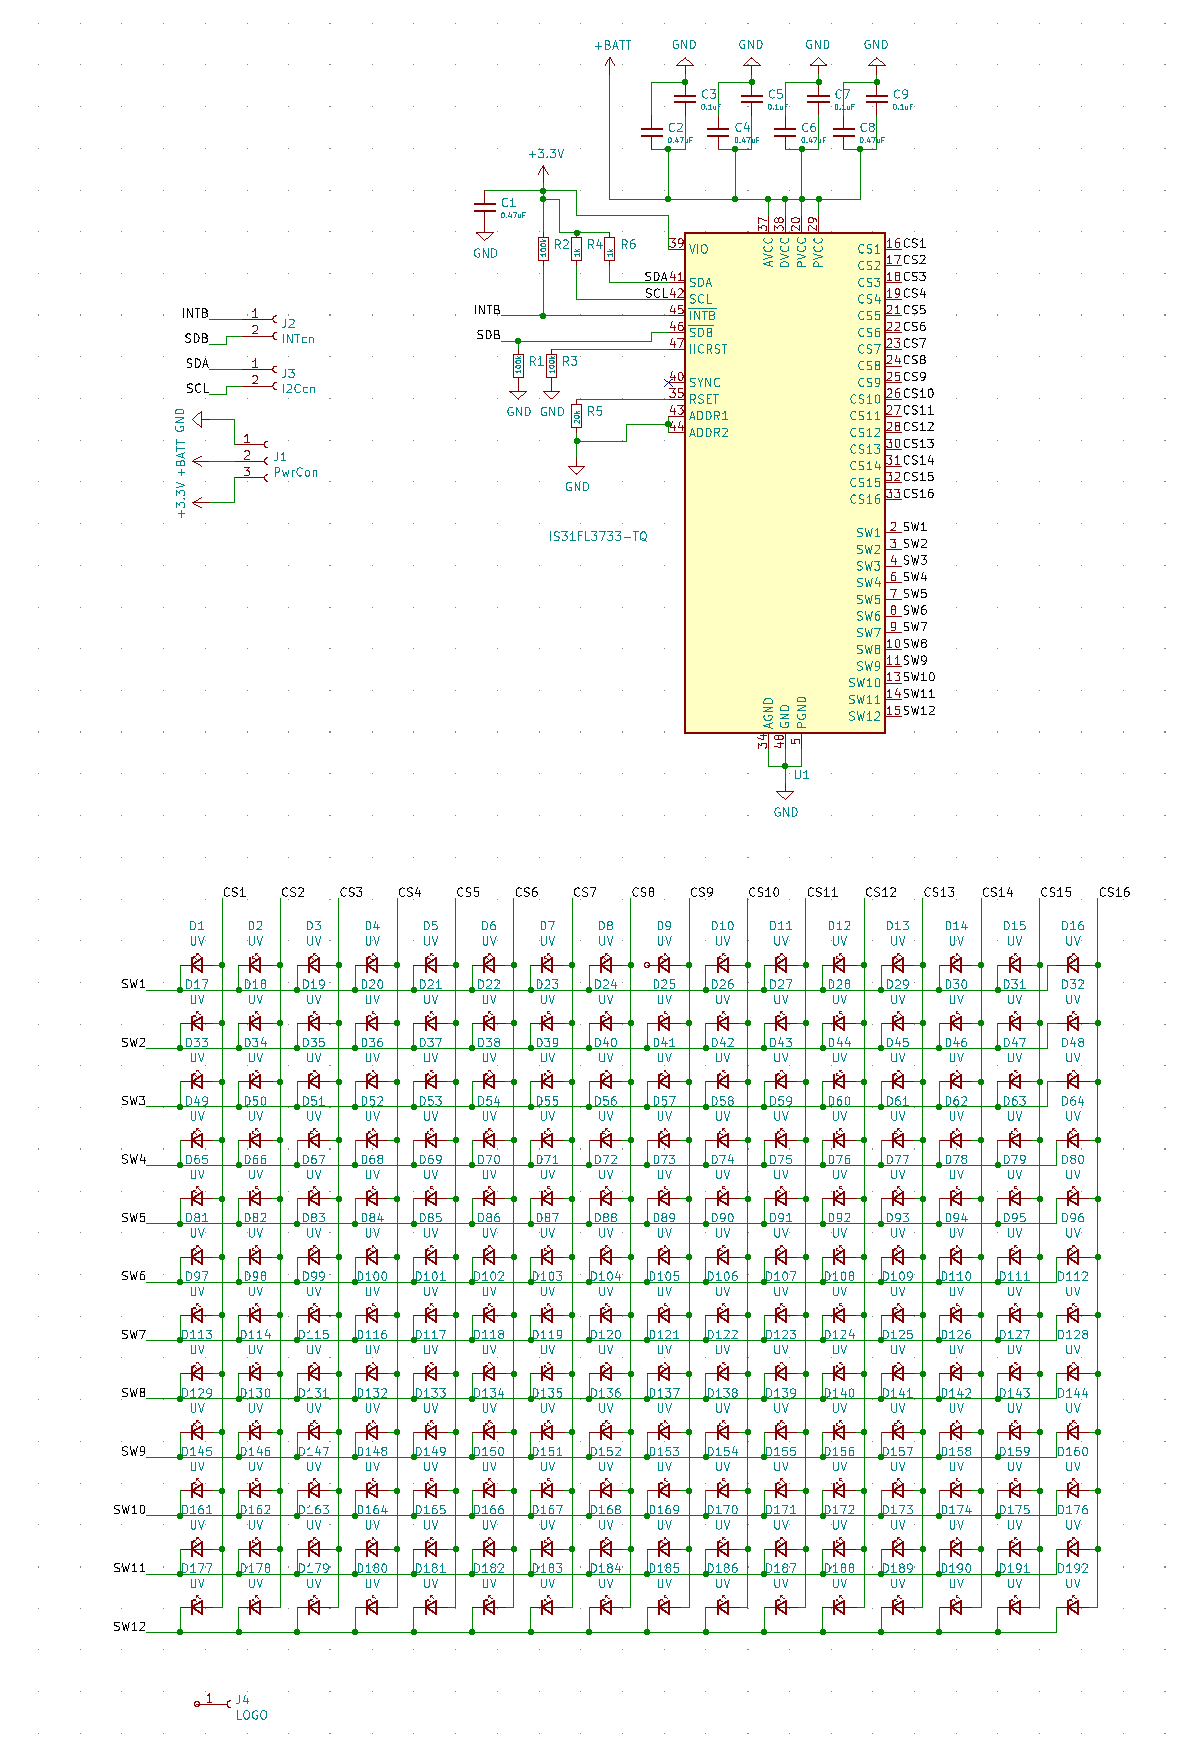 +BATT GND GND GND GND
C3 0.1uF C5 0.1uF C7 0.1uF C9 0.1uF
C2 0.47uF C4 0.47uF C6 0.47uF C8 0.47uF
+3.3V
C1 0.47uF
GND
100k R2 1k R4 1k R6
SDA
SCL
INTB
SDB
100k R1 100k R3
GND GND
20k R5
GND
INTB 1 J2
SDB 2 INTcn
SDA 1 J3
SCL 2 I2Ccn
GND 1
+BATT 2 J1
+3.3V 3 PwrCon
37 38 20 29
AVCC DVCC PVCC PVCC
39 VIO
41 SDA
42 SCL
45 INTB
46 SDB
47 IICRST
40 SYNC
35 RSET
43 ADDR1
44 ADDR2
IS31FL3733-TQ
CS1 16 CS1
CS2 17 CS2
CS3 18 CS3
CS4 19 CS4
CS5 21 CS5
CS6 22 CS6
CS7 23 CS7
CS8 24 CS8
CS9 25 CS9
CS10 26 CS10
CS11 27 CS11
CS12 28 CS12
CS13 30 CS13
CS14 31 CS14
CS15 32 CS15
CS16 33 CS16
SW1 2 SW1
SW2 3 SW2
SW3 4 SW3
SW4 6 SW4
SW5 7 SW5
SW6 8 SW6
SW7 9 SW7
SW8 10 SW8
SW9 11 SW9
SW10 13 SW10
SW11 14 SW11
SW12 15 SW12
AGND GND PGND
34 48 5
U1
GND
CS1 CS2 CS3 CS4 CS5 CS6 CS7 CS8 CS9 CS10 CS11 CS12 CS13 CS14 CS15 CS16
D1 D2 D3 D4 D5 D6 D7 D8 D9 D10 D11 D12 D13 D14 D15 D16
UV UV UV UV UV UV UV UV UV UV UV UV UV UV UV UV
SW1 D17 D18 D19 D20 D21 D22 D23 D24 D25 D26 D27 D28 D29 D30 D31 D32
UV UV UV UV UV UV UV UV UV UV UV UV UV UV UV UV
SW2 D33 D34 D35 D36 D37 D38 D39 D40 D41 D42 D43 D44 D45 D46 D47 D48
UV UV UV UV UV UV UV UV UV UV UV UV UV UV UV UV
SW3 D49 D50 D51 D52 D53 D54 D55 D56 D57 D58 D59 D60 D61 D62 D63 D64
UV UV UV UV UV UV UV UV UV UV UV UV UV UV UV UV
SW4 D65 D66 D67 D68 D69 D70 D71 D72 D73 D74 D75 D76 D77 D78 D79 D80
UV UV UV UV UV UV UV UV UV UV UV UV UV UV UV UV
SW5 D81 D82 D83 D84 D85 D86 D87 D88 D89 D90 D91 D92 D93 D94 D95 D96
UV UV UV UV UV UV UV UV UV UV UV UV UV UV UV UV
SW6 D97 D98 D99 D100 D101 D102 D103 D104 D105 D106 D107 D108 D109 D110 D111 D112
UV UV UV UV UV UV UV UV UV UV UV UV UV UV UV UV
SW7 D113 D114 D115 D116 D117 D118 D119 D120 D121 D122 D123 D124 D125 D126 D127 D128
UV UV UV UV UV UV UV UV UV UV UV UV UV UV UV UV
SW8 D129 D130 D131 D132 D133 D134 D135 D136 D137 D138 D139 D140 D141 D142 D143 D144
UV UV UV UV UV UV UV UV UV UV UV UV UV UV UV UV
SW9 D145 D146 D147 D148 D149 D150 D151 D152 D153 D154 D155 D156 D157 D158 D159 D160
UV UV UV UV UV UV UV UV UV UV UV UV UV UV UV UV
SW10 D161 D162 D163 D164 D165 D166 D167 D168 D169 D170 D171 D172 D173 D174 D175 D176
UV UV UV UV UV UV UV UV UV UV UV UV UV UV UV UV
SW11 D177 D178 D179 D180 D181 D182 D183 D184 D185 D186 D187 D188 D189 D190 D191 D192
UV UV UV UV UV UV UV UV UV UV UV UV UV UV UV UV
SW12
1 J4
LOGO